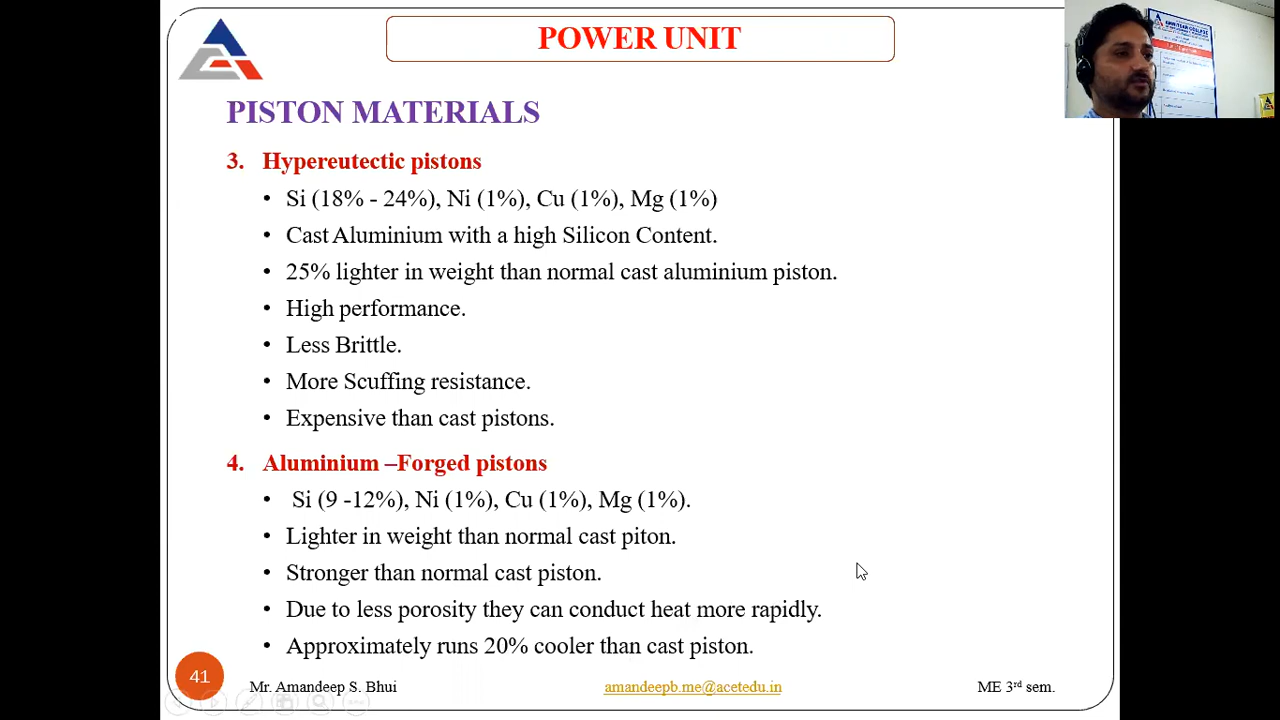 POWER UNIT
PISTON MATERIALS
3. Hypereutectic pistons
• Si (18% - 24%), Ni (1%), Cu (1%), Mg (1%)
• Cast Aluminium with a high Silicon Content.
• 25% lighter in weight than normal cast aluminium piston.
• High performance.
• Less Brittle.
• More Scuffing resistance.
• Expensive than cast pistons.
4. Aluminium –Forged pistons
• Si (9 -12%), Ni (1%), Cu (1%), Mg (1%).
• Lighter in weight than normal cast piton.
• Stronger than normal cast piston.
• Due to less porosity they can conduct heat more rapidly.
• Approximately runs 20% cooler than cast piston.
41
Mr. Amandeep S. Bhui amandeepb.me@acetedu.in ME 3rd sem.